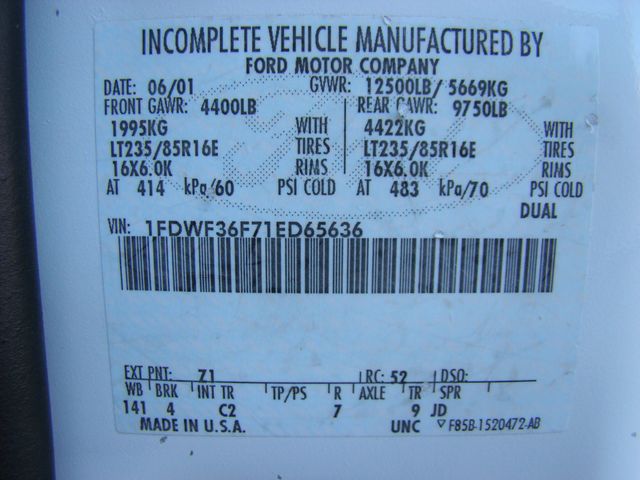 INCOMPLETE VEHICLE MANUFACTURED BY
FORD MOTOR COMPANY
DATE: 06/01 GVWR: 12500LB/ 5669KG
FRONT GAWR: 4400LB REAR GAWR: 9750LB
1995KG WITH 4422KG WITH
LT235/85R16E TIRES LT235/85R16E TIRES
16X6.0K RIMS 16X6.0K RIMS
AT 414 kPa/60 PSI COLD AT 483 kPa/70 PSI COLD
DUAL
VIN: 1FDWF36F71ED65636
EXT PNT: Z1 RC: 52 DSO:
WB BRK INT TR TP/PS R AXLE TR SPR
141 4 C2 7 9 JD
MADE IN U.S.A. UNC F85B-1520472-AB